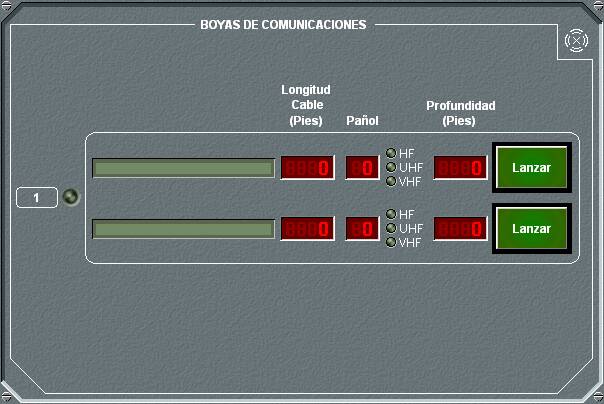 BOYAS DE COMUNICACIONES
Longitud
Cable
(Pies)
Pañol
Profundidad
(Pies)
1
0 0 0 Lanzar
HF
UHF
VHF
0 0 0 Lanzar
HF
UHF
VHF